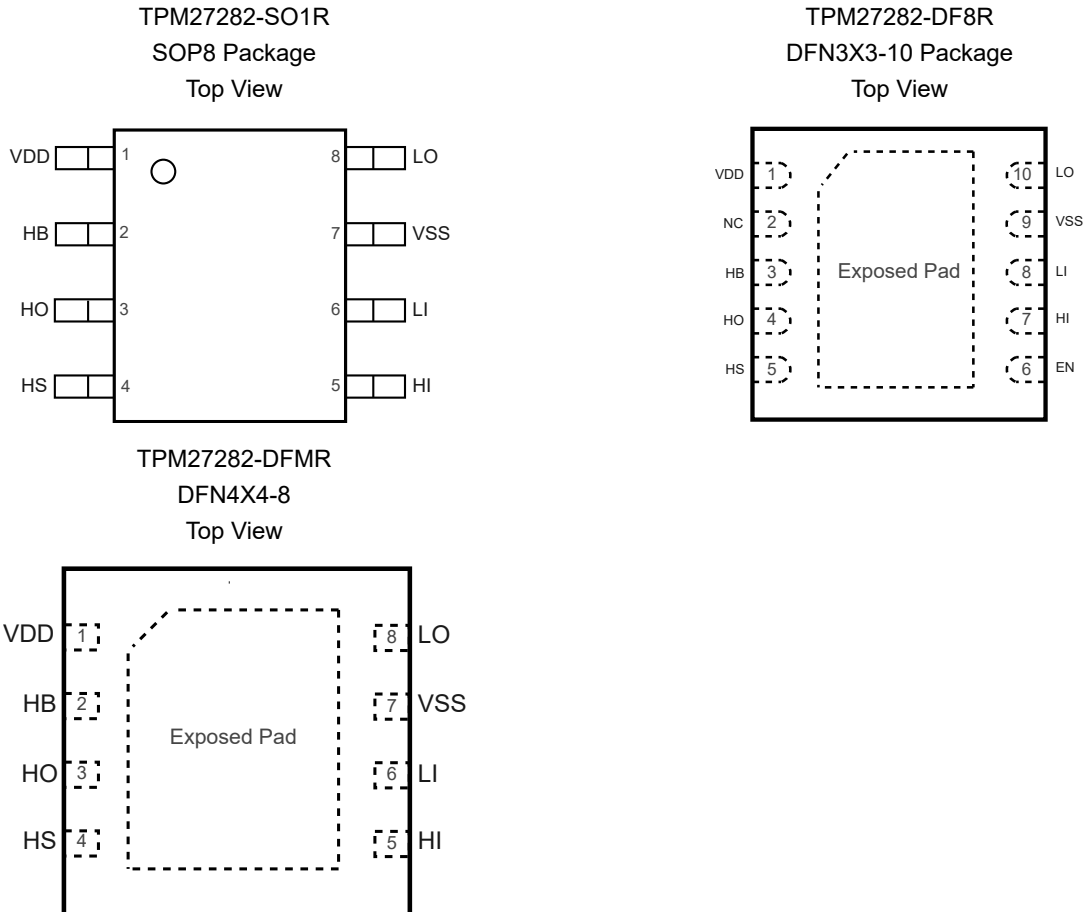 TPM27282-SO1R
SOP8 Package
Top View
VDD 1 8 LO
HB 2 7 VSS
HO 3 6 LI
HS 4 5 HI
TPM27282-DF8R
DFN3X3-10 Package
Top View
VDD 1 10 LO
NC 2 9 VSS
HB 3 Exposed Pad 8 LI
HO 4 7 HI
HS 5 6 EN
TPM27282-DFMR
DFN4X4-8
Top View
VDD 1 8 LO
HB 2 7 VSS
Exposed Pad
HO 3 6 LI
HS 4 5 HI